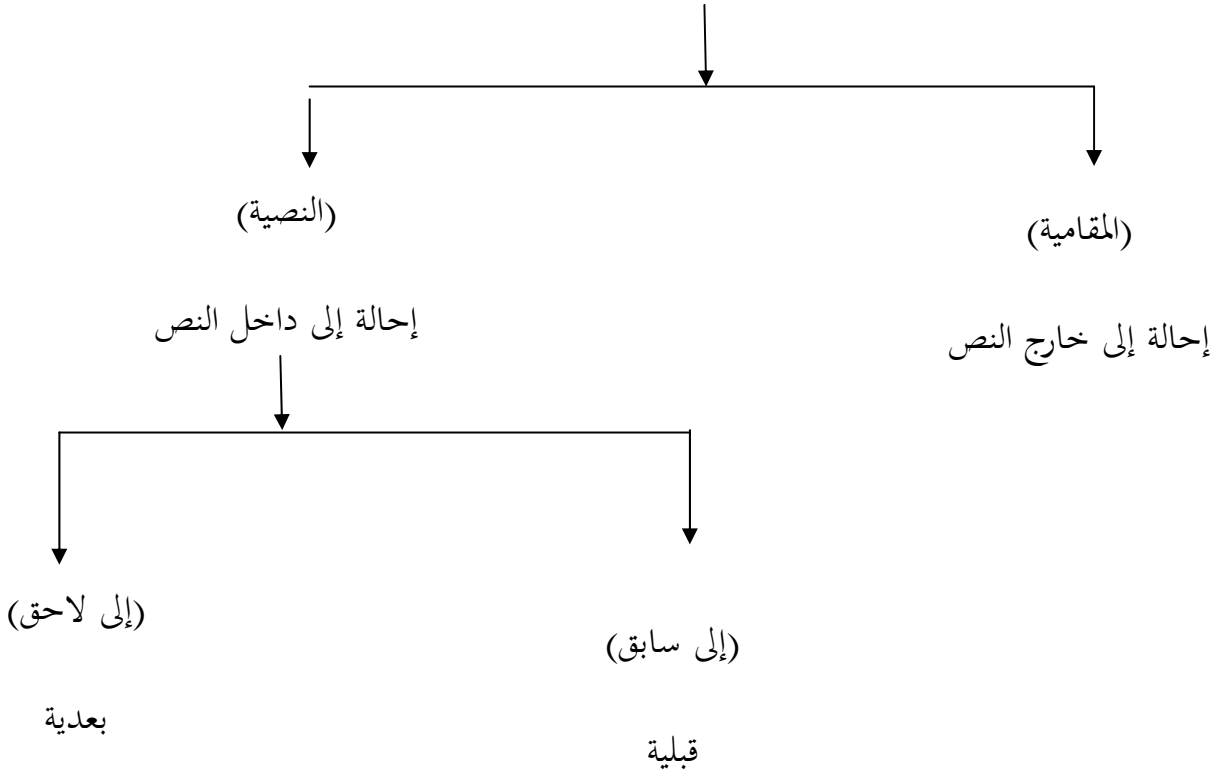 (المقامية)
(النصية)
إحالة إلى خارج النص
إحالة إلى داخل النص
(إلى سابق)
(إلى لاحق)
قبلية
بعدية